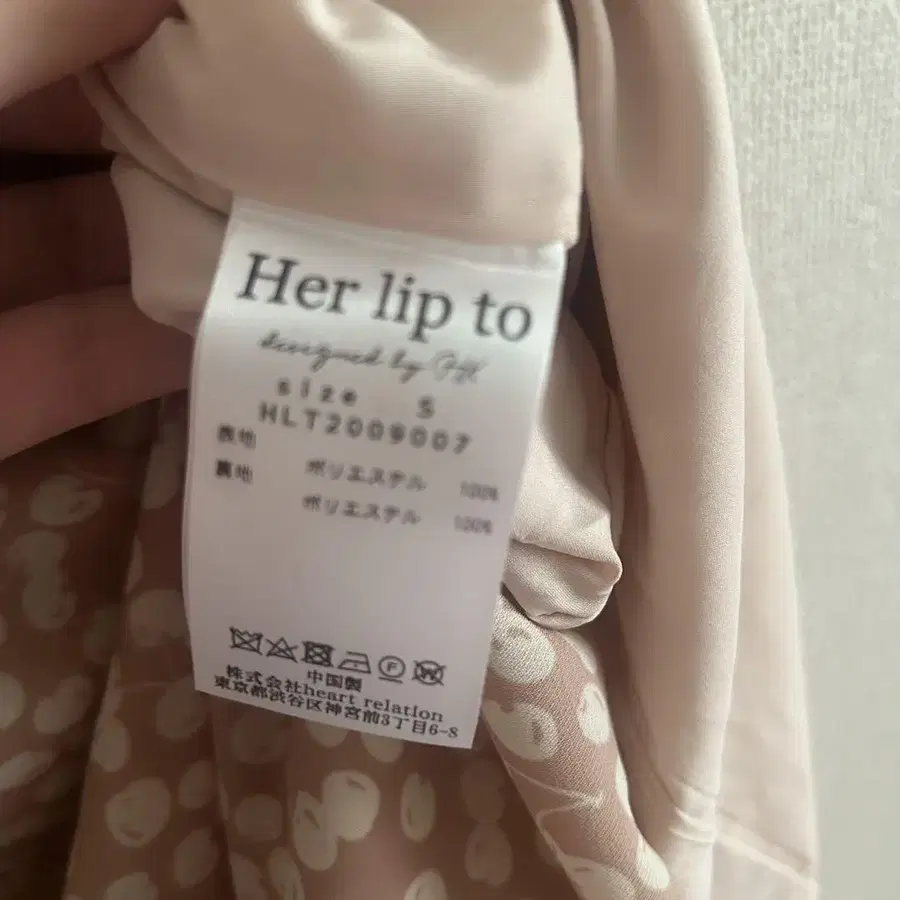 Her lip to
designed by
size S
HLT2009007
表地 ポリエステル 100%
裏地 ポリエステル 100%
F
中国製
株式会社heart relation
東京都渋谷区神宮前3丁目6-8